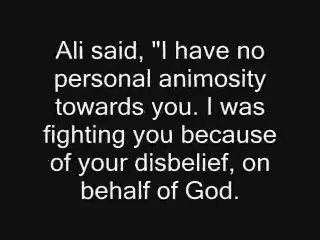 Ali said, "I have no
personal animosity
towards you. I was
fighting you because
of your disbelief, on
behalf of God.